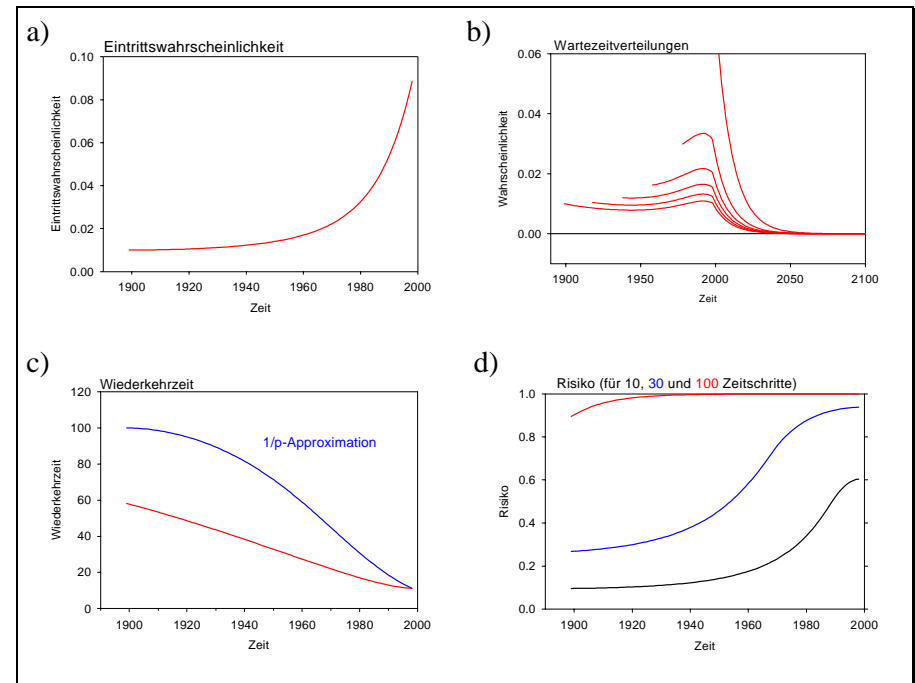 a)
Eintrittswahrscheinlichkeit
0.10
0.08
0.06
0.04
0.02
0.00
Eintrittswahrscheinlichkeit
1900 1920 1940 1960 1980 2000
Zeit
b)
Wartezeitverteilungen
0.06
0.04
0.02
0.00
Wahrscheinlichkeit
1900 1950 2000 2050 2100
Zeit
c)
Wiederkehrzeit
120
100
80
60
40
20
0
Wiederkehrzeit
1/p-Approximation
1900 1920 1940 1960 1980 2000
Zeit
d)
Risiko (für 10, 30 und 100 Zeitschritte)
1.0
0.8
0.6
0.4
0.2
0.0
Risiko
1900 1920 1940 1960 1980 2000
Zeit